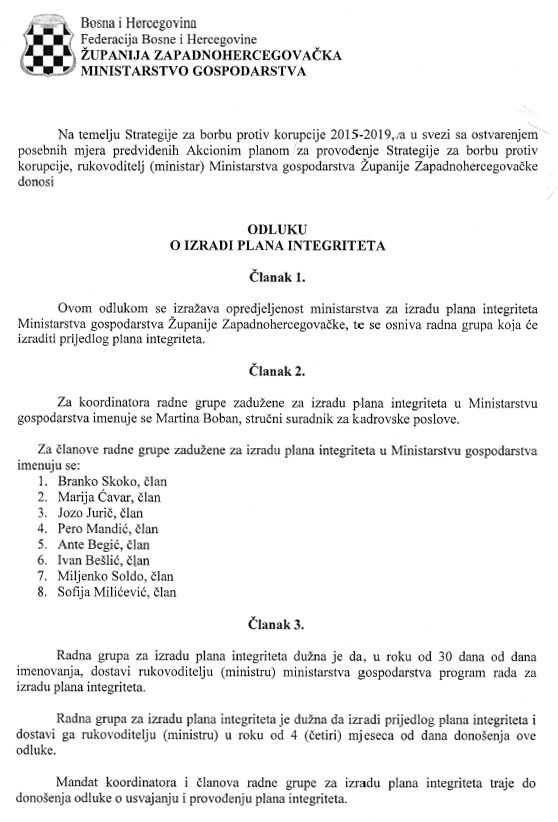 Bosna i Hercegovina
Federacija Bosne i Hercegovine
ŽUPANIJA ZAPADNOHERCEGOVAČKA
MINISTARSTVO GOSPODARSTVA
Na temelju Strategije za borbu protiv korupcije 2015-2019, a u svezi sa ostvarenjem
posebnih mjera predviđenih Akcionim planom za provođenje Strategije za borbu protiv
korupcije, rukovoditelj (ministar) Ministarstva gospodarstva Županije Zapadnohercegovačke
donosi
ODLUKU
O IZRADI PLANA INTEGRITETA
Članak 1.
Ovom odlukom se izražava opredjeljenost ministarstva za izradu plana integriteta
Ministarstva gospodarstva Županije Zapadnohercegovačke, te se osniva radna grupa koja će
izraditi prijedlog plana integriteta.
Članak 2.
Za koordinatora radne grupe zadužene za izradu plana integriteta u Ministarstvu
gospodarstva imenuje se Martina Boban, stručni suradnik za kadrovske poslove.
Za članove radne grupe zadužene za izradu plana integriteta u Ministarstvu gospodarstva
imenuju se:
1. Branko Skoko, član
2. Marija Ćavar, član
3. Jozo Jurič, član
4. Pero Mandić, član
5. Ante Begić, član
6. Ivan Bešlić, član
7. Miljenko Soldo, član
8. Sofija Milićević, član
Članak 3.
Radna grupa za izradu plana integriteta dužna je da, u roku od 30 dana od dana
imenovanja, dostavi rukovoditelju (ministru) ministarstva gospodarstva program rada za
izradu plana integriteta.
Radna grupa za izradu plana integriteta je dužna da izradi prijedlog plana integriteta i
dostavi ga rukovoditelju (ministru) u roku od 4 (četiri) mjeseca od dana donošenja ove
odluke.
Mandat koordinatora i članova radne grupe za izradu plana integriteta traje do
donošenja odluke o usvajanju i provođenju plana integriteta.